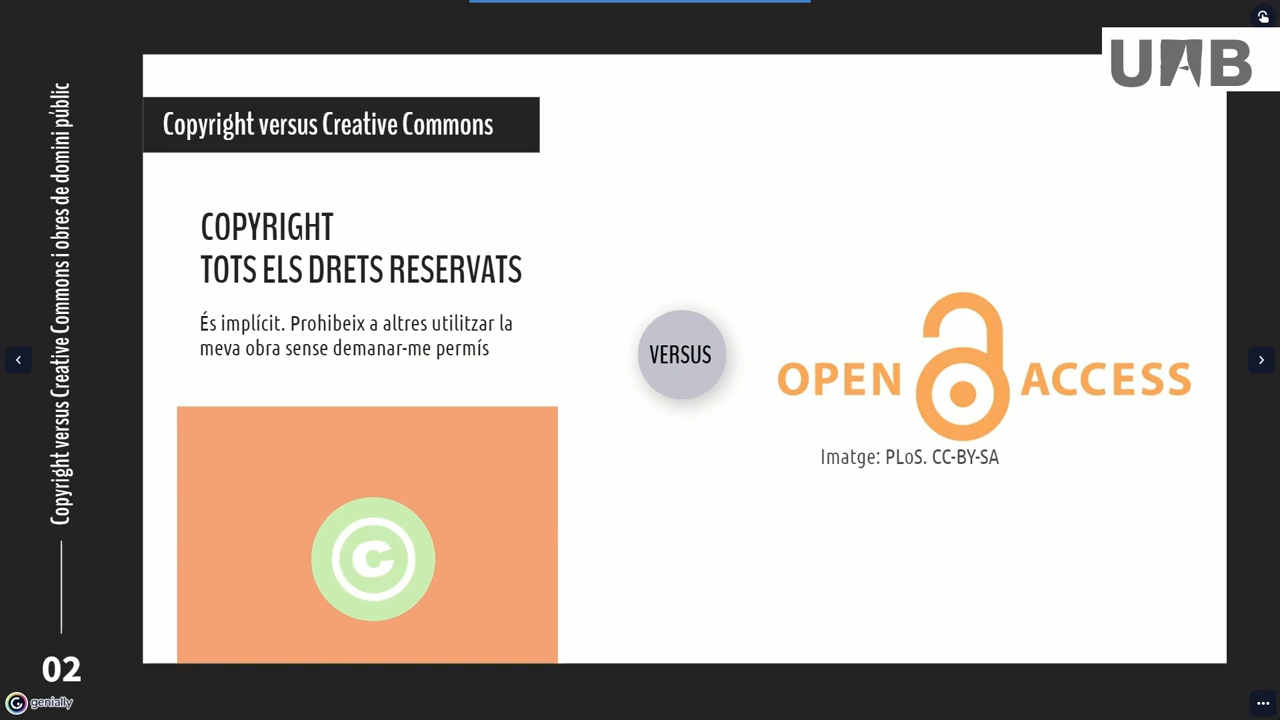 UAB
Copyright versus Creative Commons i obres de domini públic
02
Copyright versus Creative Commons
COPYRIGHT
TOTS ELS DRETS RESERVATS
És implícit. Prohibeix a altres utilitzar la
meva obra sense demanar-me permís
©
VERSUS
OPEN ACCESS
Imatge: PLoS. CC-BY-SA
genially